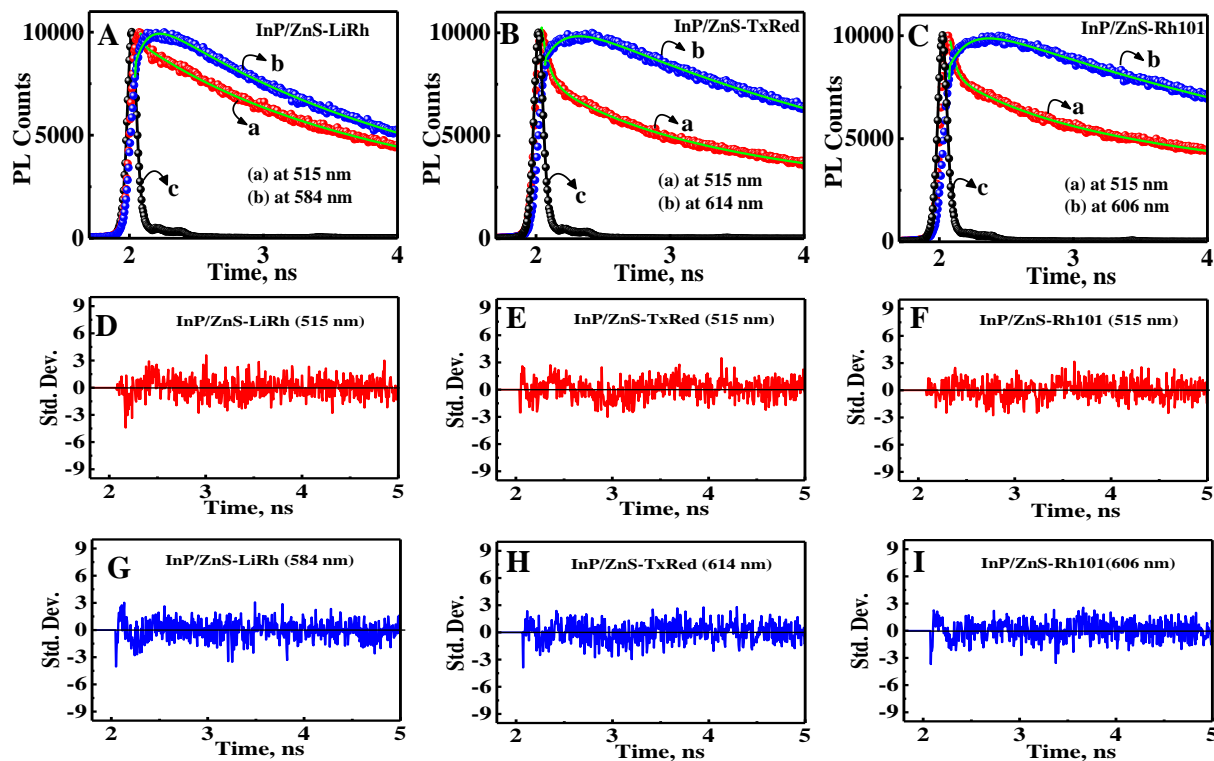 A
InP/ZnS-LiRh
b
a
c
(a) at 515 nm
(b) at 584 nm
PL Counts
10000
5000
0
2
3
4
Time, ns
B
InP/ZnS-TxRed
b
a
c
(a) at 515 nm
(b) at 614 nm
PL Counts
10000
5000
0
2
3
4
Time, ns
C
InP/ZnS-Rh101
b
a
c
(a) at 515
(b) at 606 nm
PL Counts
10000
5000
0
2
3
4
Time, ns
D
InP/ZnS-LiRh (515 nm)
Std. Dev.
9
6
3
0
-3
-6
-9
2
3
4
5
Time, ns
E
InP/ZnS-TxRed (515 nm)
Std. Dev.
9
6
3
0
-3
-6
-9
2
3
4
5
Time, ns
F
InP/ZnS-Rh101 (515 nm)
Std. Dev.
9
6
3
0
-3
-6
-9
2
3
4
5
Time, ns
G
InP/ZnS-LiRh (584 nm)
Std. Dev.
9
6
3
0
-3
-6
-9
2
3
4
5
Time, ns
H
InP/ZnS-TxRed (614 nm)
Std. Dev.
9
6
3
0
-3
-6
-9
2
3
4
5
Time, ns
I
InP/ZnS-Rh101(606 nm)
Std. Dev.
9
6
3
0
-3
-6
-9
2
3
4
5
Time, ns